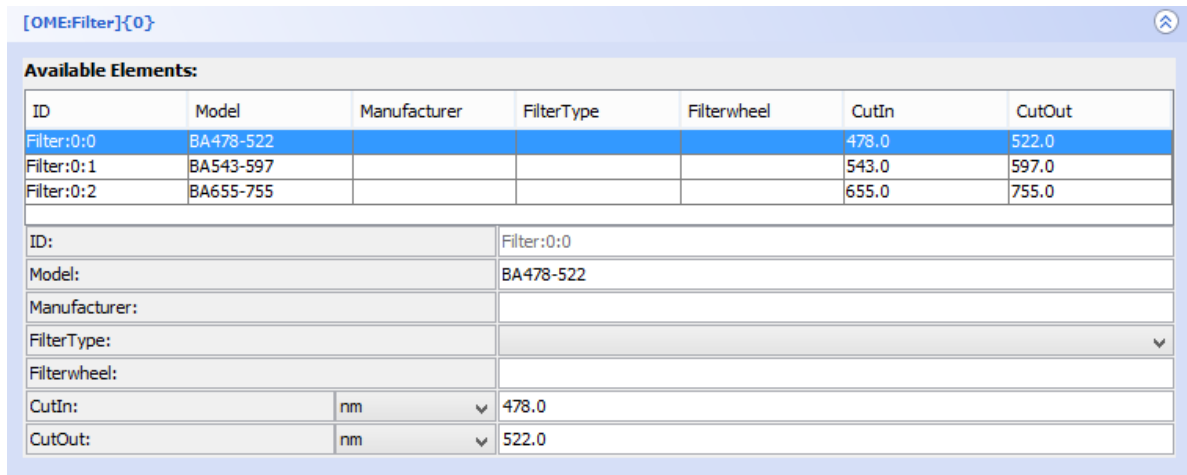 [OME:Filter]{0}
Available Elements:
ID Model Manufacturer FilterType Filterwheel CutIn CutOut
Filter:0:0 BA478-522 478.0 522.0
Filter:0:1 BA543-597 543.0 597.0
Filter:0:2 BA655-755 655.0 755.0
ID: Filter:0:0
Model: BA478-522
Manufacturer:
FilterType:
Filterwheel:
CutIn: nm 478.0
CutOut: nm 522.0